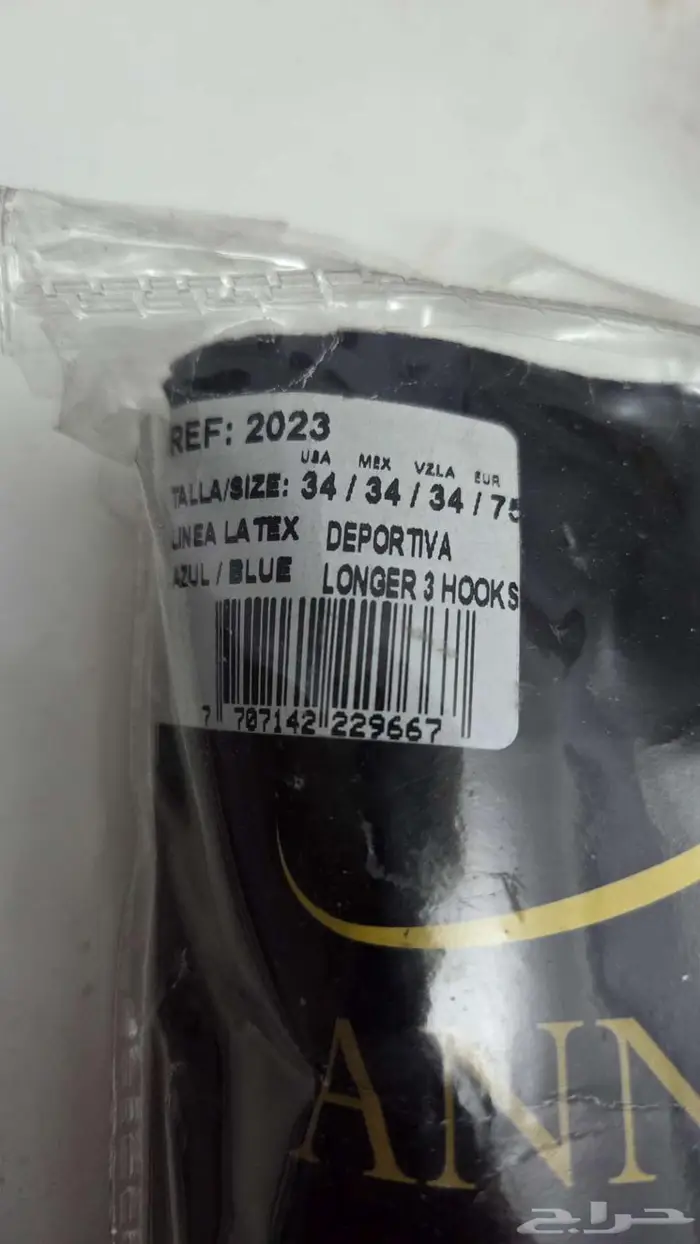 REF: 2023
USA MEX VZLA EUR
TALLA/SIZE: 34 / 34 / 34 / 75
LINEA LATEX DEPORTIVA
AZUL / BLUE LONGER 3 HOOKS
7 707142 229667
ANN
حراج